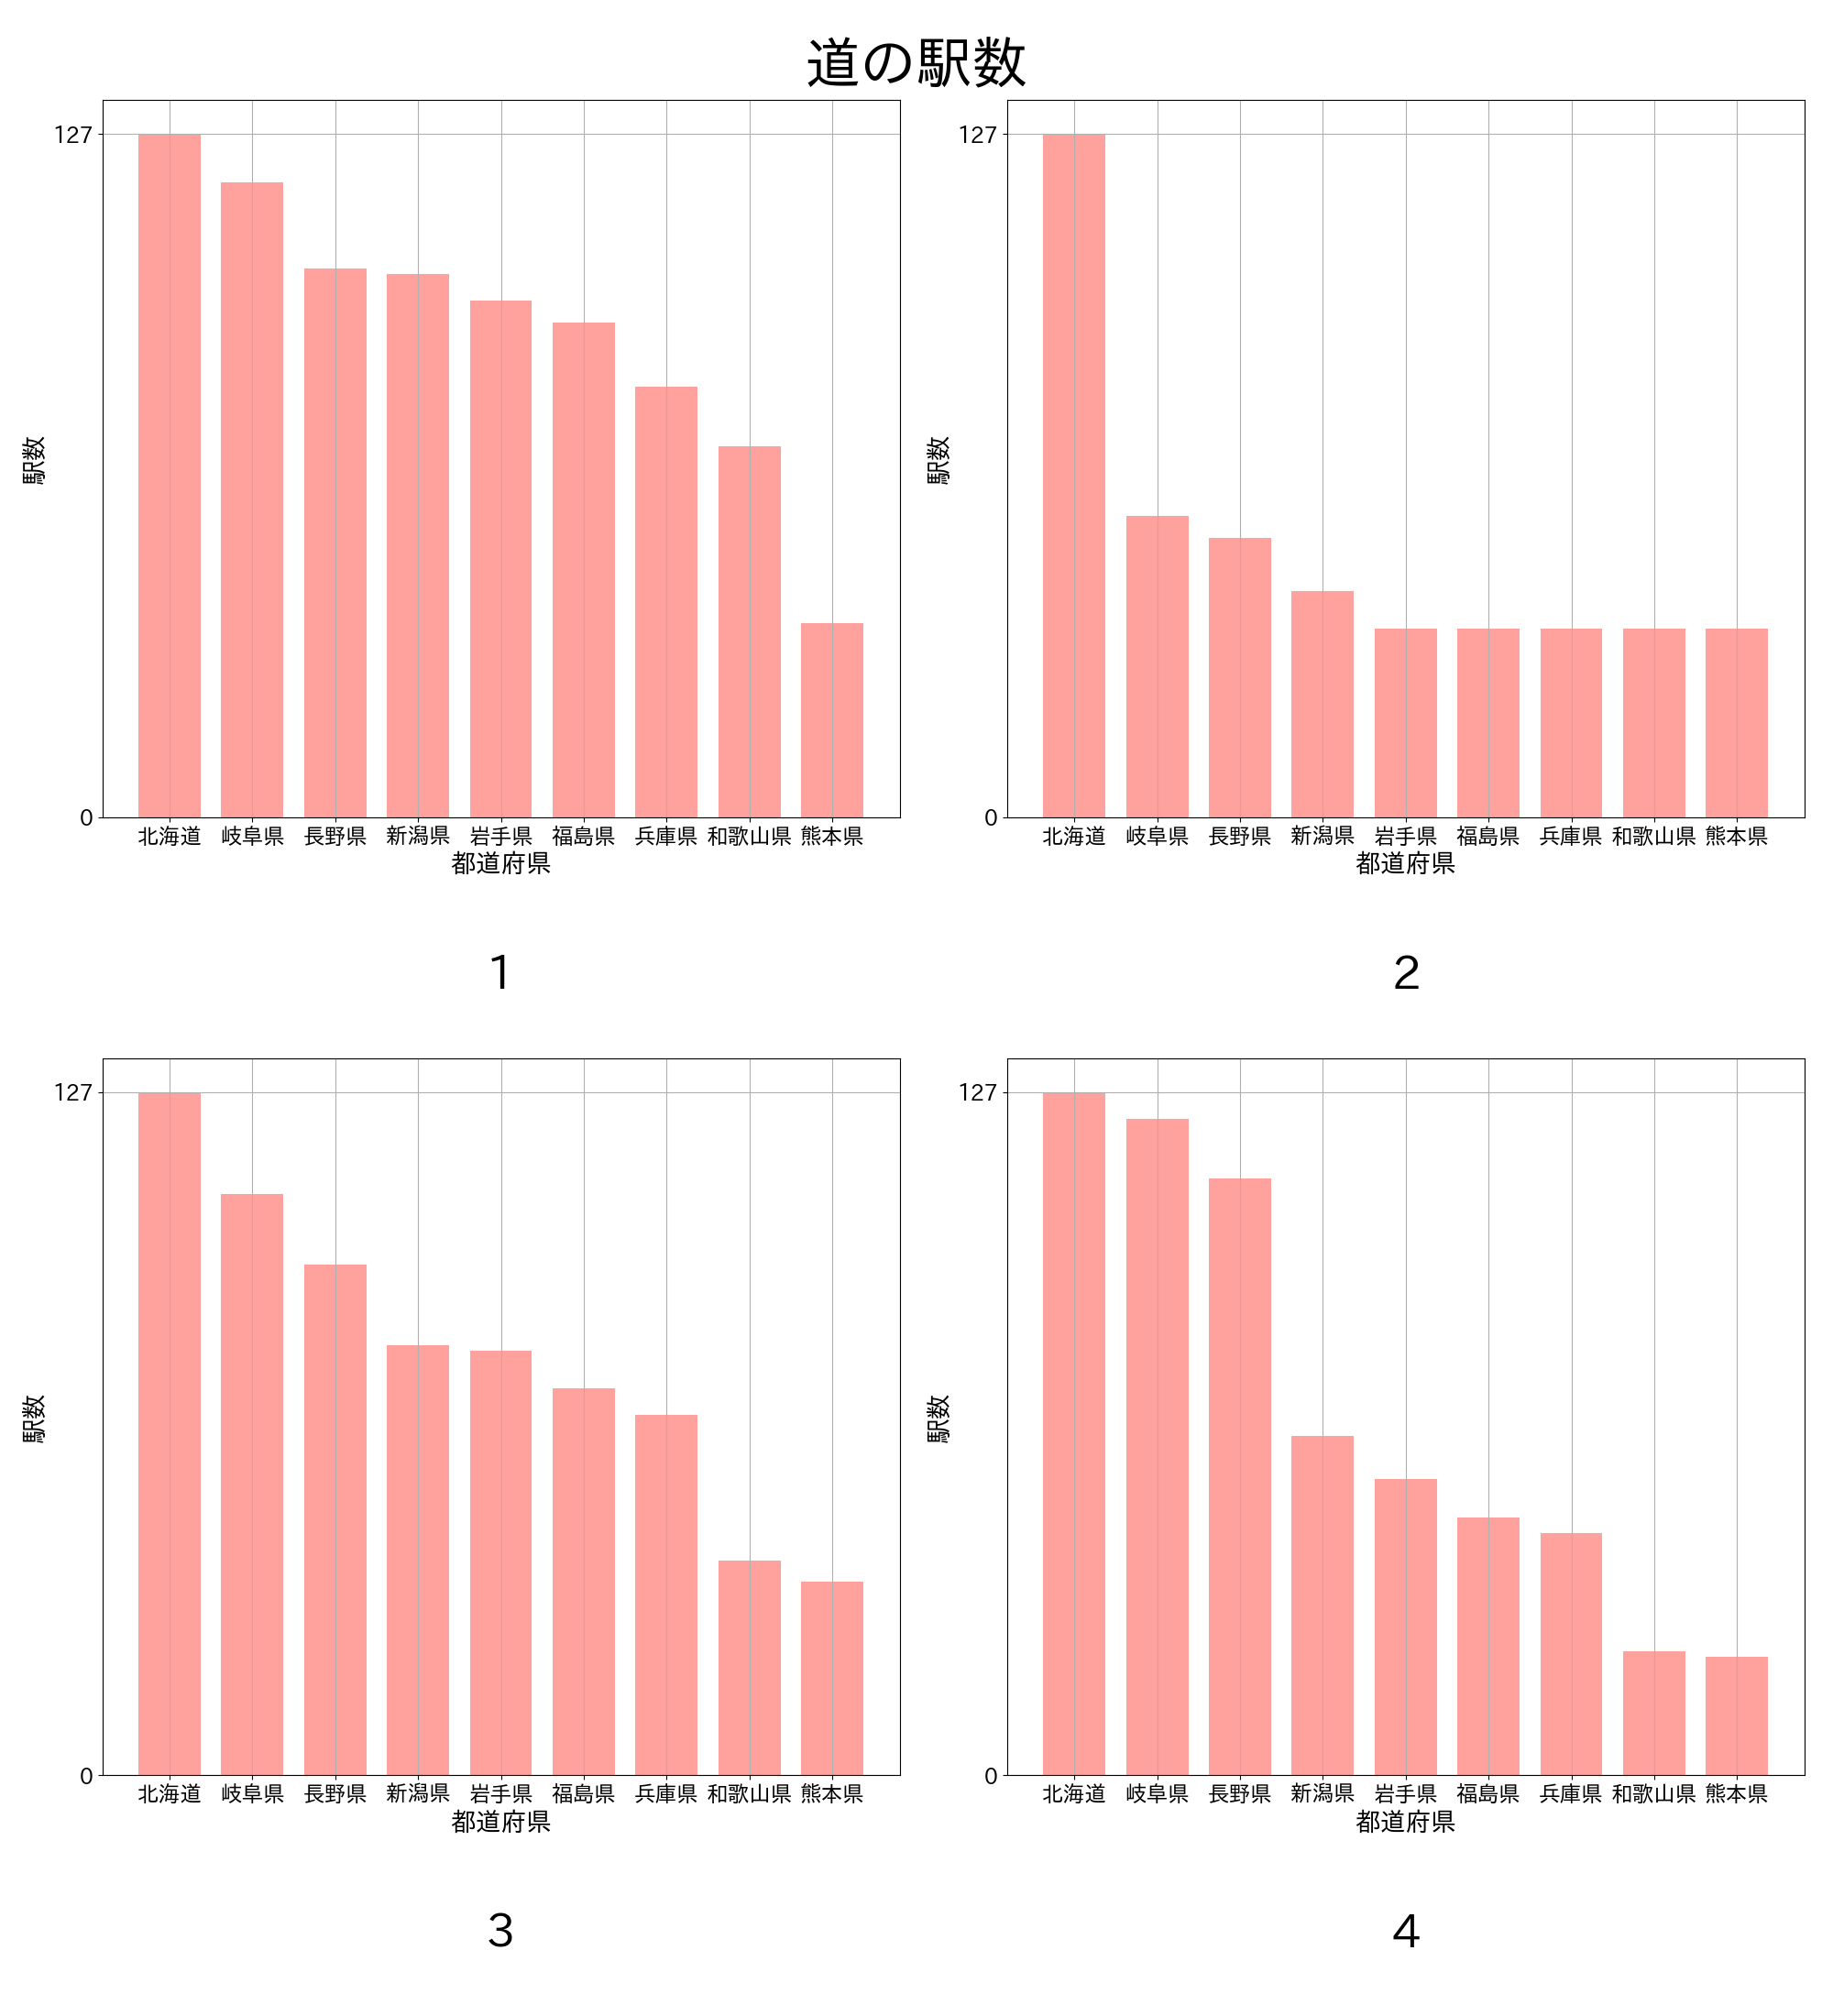 道の駅数
127
0
駅数
北海道 岐阜県 長野県 新潟県 岩手県 福島県 兵庫県 和歌山県 熊本県
都道府県
1
127
0
駅数
北海道 岐阜県 長野県 新潟県 岩手県 福島県 兵庫県 和歌山県 熊本県
都道府県
2
127
0
駅数
北海道 岐阜県 長野県 新潟県 岩手県 福島県 兵庫県 和歌山県 熊本県
都道府県
3
127
0
駅数
北海道 岐阜県 長野県 新潟県 岩手県 福島県 兵庫県 和歌山県 熊本県
都道府県
4